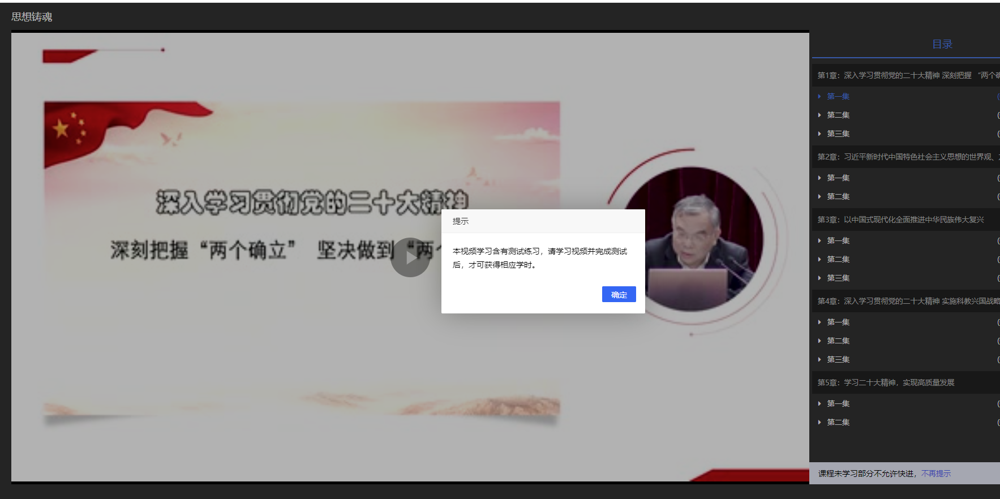 思想铸魂
深入学习贯彻党的二十大精神
深刻把握“两个确立” 坚决做到“两个
提示
本视频学习含有测试练习，请学习视频并完成测试
后，才可获得相应学时。
确定
目录
第1章：深入学习贯彻党的二十大精神 深刻把握 “两个确
第一集
第二集
第三集
第2章：习近平新时代中国特色社会主义思想的世界观、
第一集
第二集
第3章：以中国式现代化全面推进中华民族伟大复兴
第一集
第二集
第三集
第4章：深入学习贯彻党的二十大精神 实施科教兴国战略
第一集
第二集
第三集
第5章：学习二十大精神，实现高质量发展
第一集
第二集
课程未学习部分不允许快进，不再提示